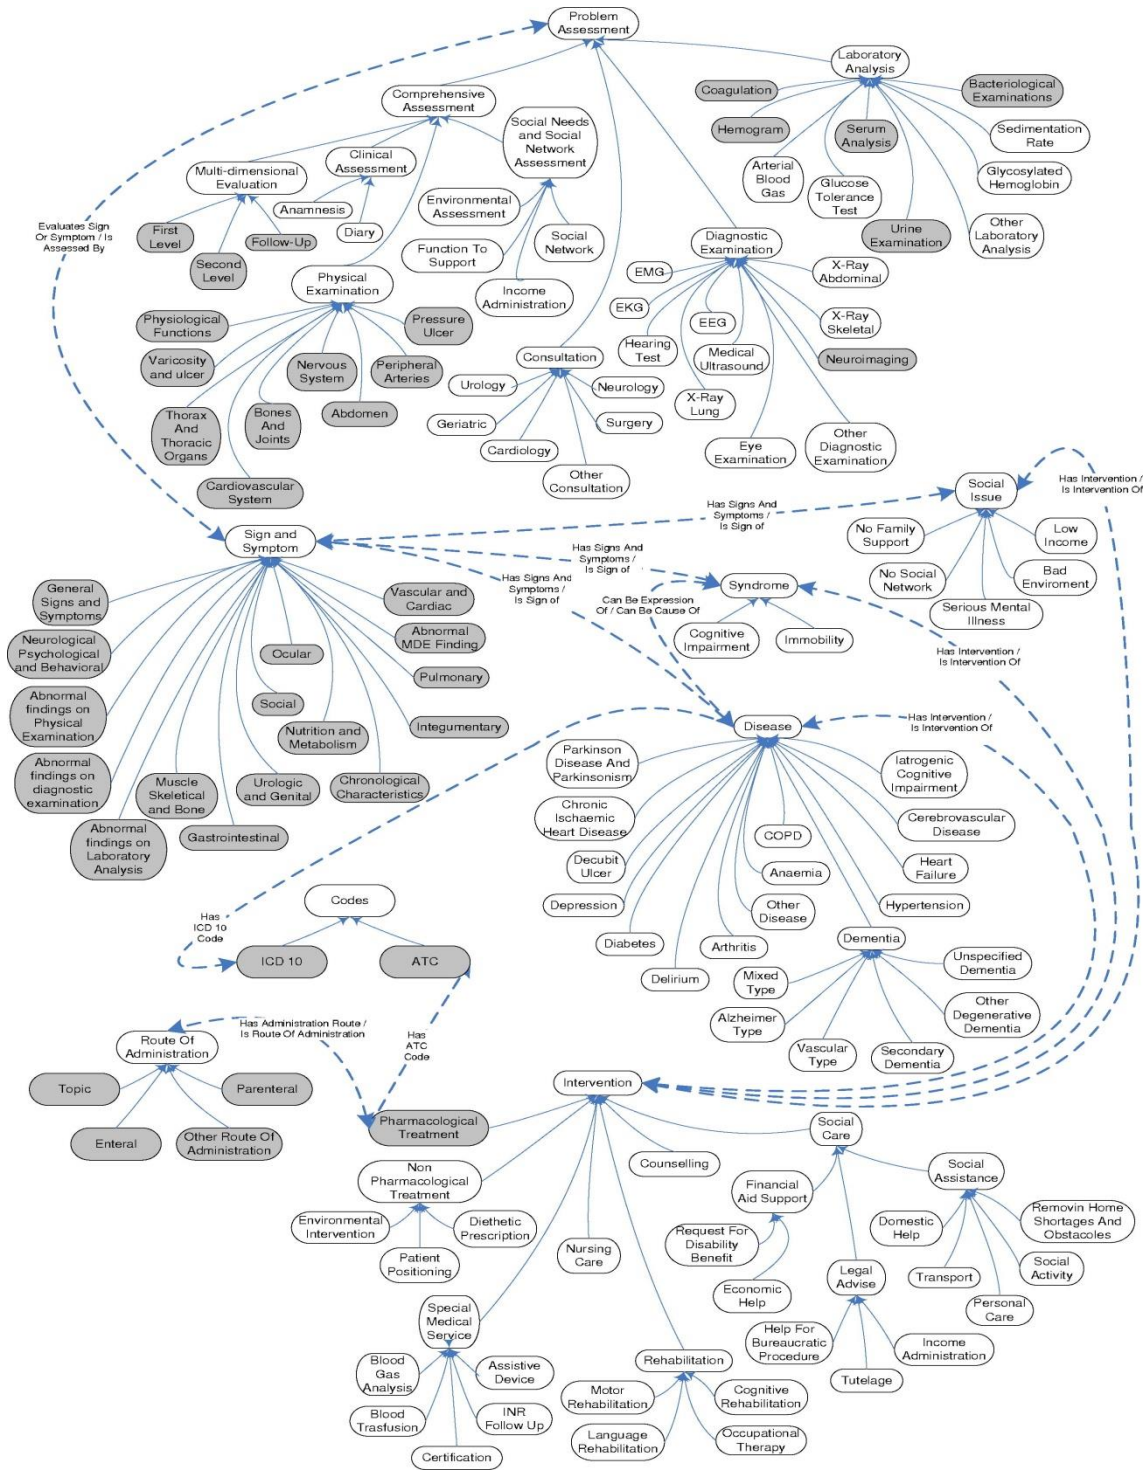 Problem
Assessment
Laboratory
Analysis
Coagulation
Bacteriological
Examinations
Comprehensive
Assessment
Hemogram
Serum
Analysis
Sedimentation
Rate
Social Needs
and Social
Network
Assessment
Clinical
Assessment
Multi-dimensional
Evaluation
Arterial
Blood
Gas
Glucose
Tolerance
Test
Glycosylated
Hemoglobin
Anamnesis
Diary
Environmental
Assessment
Evaluates Sign
Or Symptom / Is
Assessed By
First
Level
Follow-Up
Second
Level
Function To
Support
Social
Network
Income
Administration
Urine
Examination
Other
Laboratory
Analysis
Diagnostic
Examination
EMG
X-Ray
Abdominal
Physical
Examination
Physiological
Functions
Pressure
Ulcer
EKG
EEG
X-Ray
Skeletal
Hearing
Test
Medical
Ultrasound
Neuroimaging
Varicosity
and ulcer
Nervous
System
Peripheral
Arteries
Consultation
Urology
Neurology
X-Ray
Lung
Thorax
And
Thoracic
Organs
Bones
And
Joints
Abdomen
Geriatric
Surgery
Cardiology
Eye
Examination
Other
Diagnostic
Examination
Cardiovascular
System
Other
Consultation
Social
Issue
Has Intervention /
Is Intervention Of
Has Signs And
Symptoms /
Is Sign of
Sign and
Symptom
No Family
Support
Low
Income
Has Signs And
Symptoms /
Is Sign of
Has Signs And
Symptoms /
Is Sign of
Syndrome
No Social
Network
Bad
Enviroment
Serious Mental
Illness
General
Signs and
Symptoms
Vascular and
Cardiac
Can Be Expression
Of / Can Be Cause Of
Cognitive
Impairment
Immobility
Has Intervention /
Is Intervention Of
Neurological
Psychological
and Behavioral
Ocular
Abnormal
MDE Finding
Pulmonary
Abnormal
findings on
Physical
Examination
Social
Nutrition and
Metabolism
Integumentary
Disease
Has Intervention /
Is Intervention Of
Parkinson
Disease And
Parkinsonism
Iatrogenic
Cognitive
Impairment
Abnormal
findings on
diagnostic
examination
Muscle
Skeletical
and Bone
Urologic
and Genital
Chronological
Characteristics
Chronic
Ischaemic
Heart Disease
COPD
Cerebrovascular
Disease
Abnormal
findings on
Laboratory
Analysis
Gastrointestinal
Decubit
Ulcer
Anaemia
Heart
Failure
Depression
Other
Disease
Hypertension
Codes
Has
ICD 10
Code
Diabetes
Arthritis
Dementia
ICD 10
ATC
Delirium
Mixed
Type
Unspecified
Dementia
Alzheimer
Type
Other
Degenerative
Dementia
Has Administration Route /
Is Route Of Administration
Has
ATC
Code
Route Of
Administration
Vascular
Type
Secondary
Dementia
Topic
Parenteral
Intervention
Enteral
Other Route Of
Administration
Pharmacological
Treatment
Social
Care
Non
Pharmacological
Treatment
Counselling
Financial
Aid Support
Social
Assistance
Environmental
Intervention
Diethetic
Prescription
Patient
Positioning
Nursing
Care
Request For
Disability
Benefit
Domestic
Help
Removin Home
Shortages And
Obstacoles
Economic
Help
Legal
Advise
Transport
Social
Activity
Personal
Care
Special
Medical
Service
Help For
Bureaucratic
Procedure
Income
Administration
Tutelage
Blood
Gas
Analysis
Assistive
Device
Rehabilitation
Motor
Rehabilitation
Cognitive
Rehabilitation
Blood
Trasfusion
INR
Follow Up
Certification
Language
Rehabilitation
Occupational
Therapy